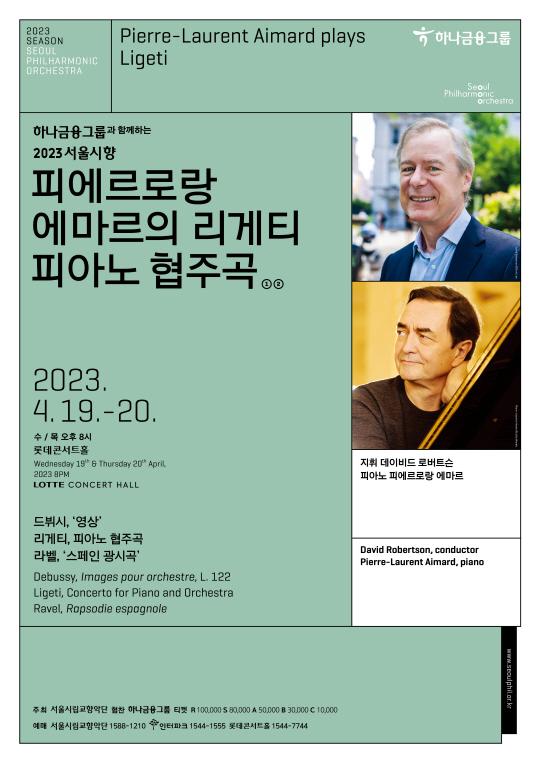 2023
SEASON
SEOUL
PHILHARMONIC
ORCHESTRA
Pierre-Laurent Aimard plays
Ligeti
하나금융그룹
Seoul
Philharmonic
orchestra
하나금융그룹과 함께하는
2023 서울시향
피에르로랑
에마르의 리게티
피아노 협주곡 ①②
2023.
4. 19.-20.
수 / 목 오후 8시
롯데콘서트홀
Wednesday 19th & Thursday 20th April,
2023 8PM
LOTTE CONCERT HALL
드뷔시, ‘영상’
리게티, 피아노 협주곡
라벨, ‘스페인 광시곡’
Debussy, Images pour orchestre, L. 122
Ligeti, Concerto for Piano and Orchestra
Ravel, Rapsodie espagnole
지휘 데이비드 로버트슨
피아노 피에르로랑 에마르
David Robertson, conductor
Pierre-Laurent Aimard, piano
www.seoulphil.or.kr
주최 서울시립교향악단 협찬 하나금융그룹 티켓 R 100,000 S 80,000 A 50,000 B 30,000 C 10,000
예매 서울시립교향악단 1588-1210 인터파크 1544-1555 롯데콘서트홀 1544-7744